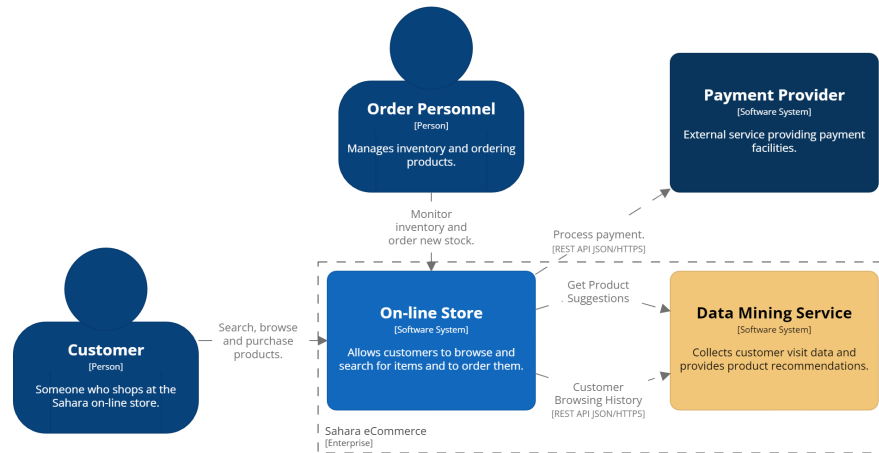 Order Personnel
[Person]
Manages inventory and ordering
products.
Payment Provider
[Software System]
External service providing payment
facilities.
Monitor
inventory and
order new stock.
Process payment.
[REST API JSON/HTTPS]
Customer
[Person]
Someone who shops at the
Sahara on-line store.
Search, browse
and purchase
products.
On-line Store
[Software System]
Allows customers to browse and
search for items and to order them.
Get Product
Suggestions
Customer
Browsing History
[REST API JSON/HTTPS]
Data Mining Service
[Software System]
Collects customer visit data and
provides product recommendations.
Sahara eCommerce
[Enterprise]